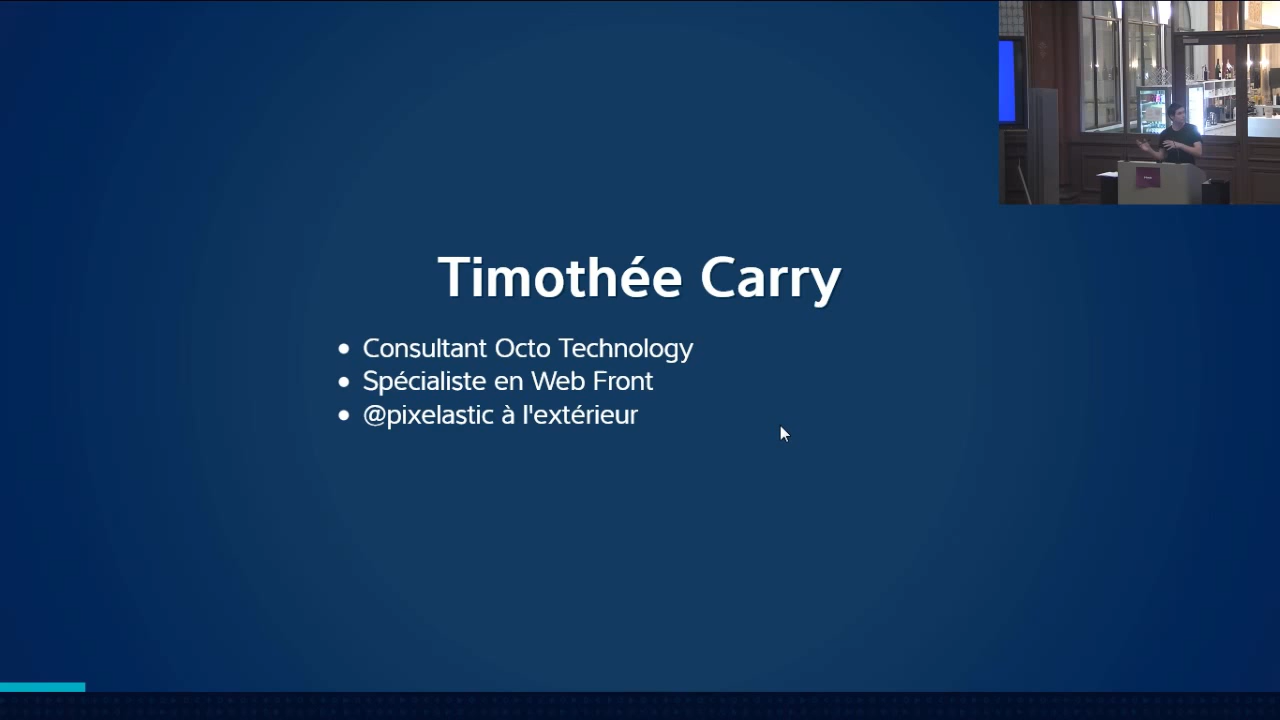 Timothée Carry
Consultant Octo Technology
Spécialiste en Web Front
@pixelastic à l'extérieur